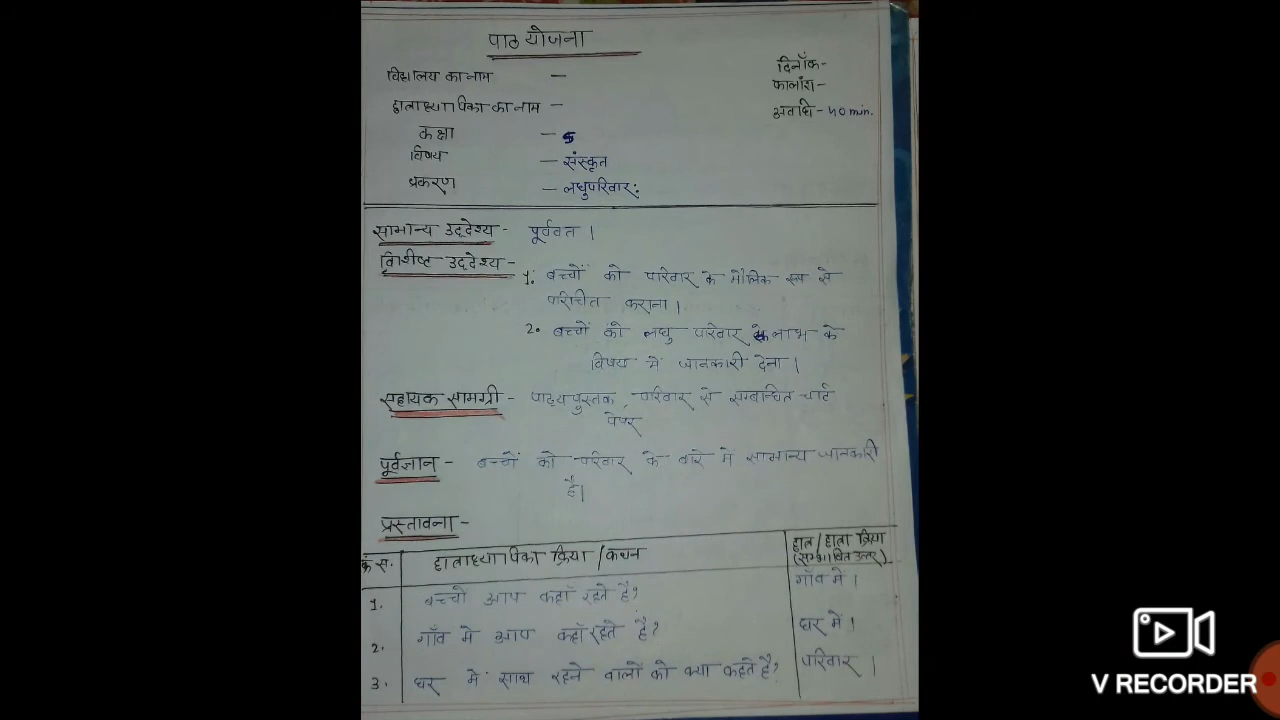 पाठ योजना
विद्यालय का नाम -
दिनाँक-
कालांश-
छात्राध्यापिका का नाम -
अवधि - 40 min.
कक्षा - 5
विषय - संस्कृत
प्रकरण - लघुपरिवार:
सामान्य उद्देश्य - पूर्ववत ।
विशिष्ट उद्देश्य -
1. बच्चों को परिवार के मौलिक रूप से
परिचित कराना ।
2. बच्चों को लघु परिवार के लाभ के
विषय में जानकारी देना ।
सहायक सामग्री - पाठ्यपुस्तक, परिवार से सम्बन्धित चार्ट
पेपर
पूर्वज्ञान - बच्चों को परिवार के बारे में सामान्य जानकारी
है।
प्रस्तावना -
क्र.स. छात्राध्यापिका क्रिया / कथन छात्र/छात्रा क्रिया
(सम्भावित उत्तर)
1. बच्चों आप कहाँ रहते है? गाँव में ।
2. गाँव में आप कहाँ रहते है? घर में ।
3. घर में साथ रहने वालों को क्या कहते है? परिवार ।
V RECORDER